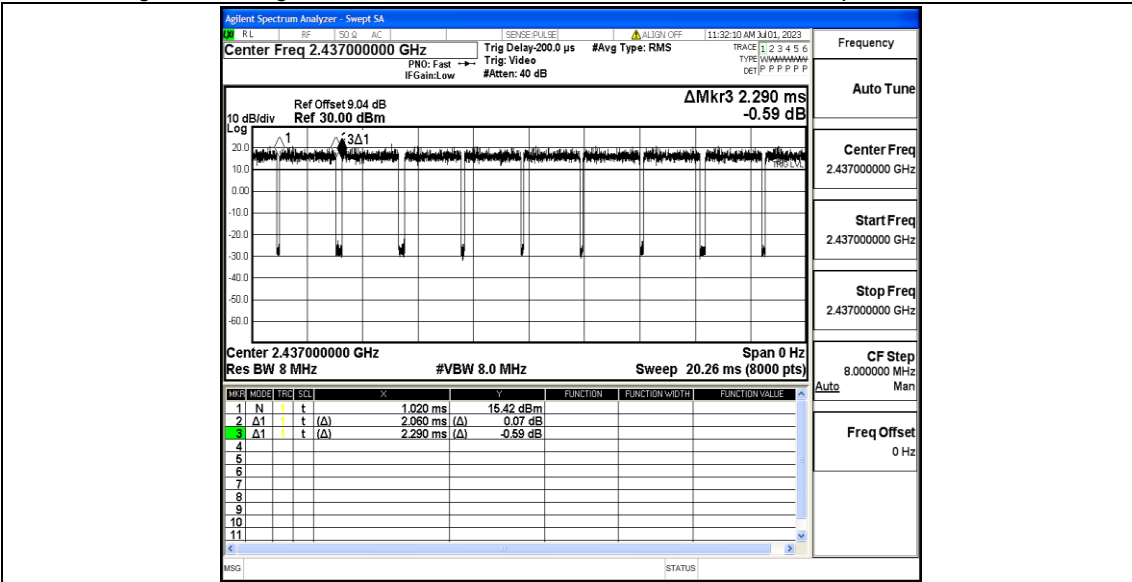 Agilent Spectrum Analyzer - Swept SA
LXI RL RF 50 Ω AC SENSE:PULSE ALIGN OFF 11:32:10 AM Jul 01, 2023
Center Freq 2.437000000 GHz
PNO: Fast
IFGain:Low
Trig Delay-200.0 µs
Trig: Video
#Atten: 40 dB
#Avg Type: RMS
TRACE 1 2 3 4 5 6
TYPE WWWWWW
DET P P P P P P
ΔMkr3 2.290 ms
-0.59 dB
Ref Offset 9.04 dB
10 dB/div Ref 30.00 dBm
Log
1
3Δ1
20.0
10.0
TRIG LVL
0.00
-10.0
-20.0
-30.0
-40.0
-50.0
-60.0
Center 2.437000000 GHz Span 0 Hz
Res BW 8 MHz #VBW 8.0 MHz Sweep 20.26 ms (8000 pts)
MKR MODE TRC SCL X Y FUNCTION FUNCTION WIDTH FUNCTION VALUE
1 N t 1.020 ms 15.42 dBm
2 Δ1 t (Δ) 2.060 ms (Δ) 0.07 dB
3 Δ1 t (Δ) 2.290 ms (Δ) -0.59 dB
4
5
6
7
8
9
10
11
MSG STATUS
Frequency
Auto Tune
Center Freq
2.437000000 GHz
Start Freq
2.437000000 GHz
Stop Freq
2.437000000 GHz
CF Step
8.000000 MHz
Auto Man
Freq Offset
0 Hz